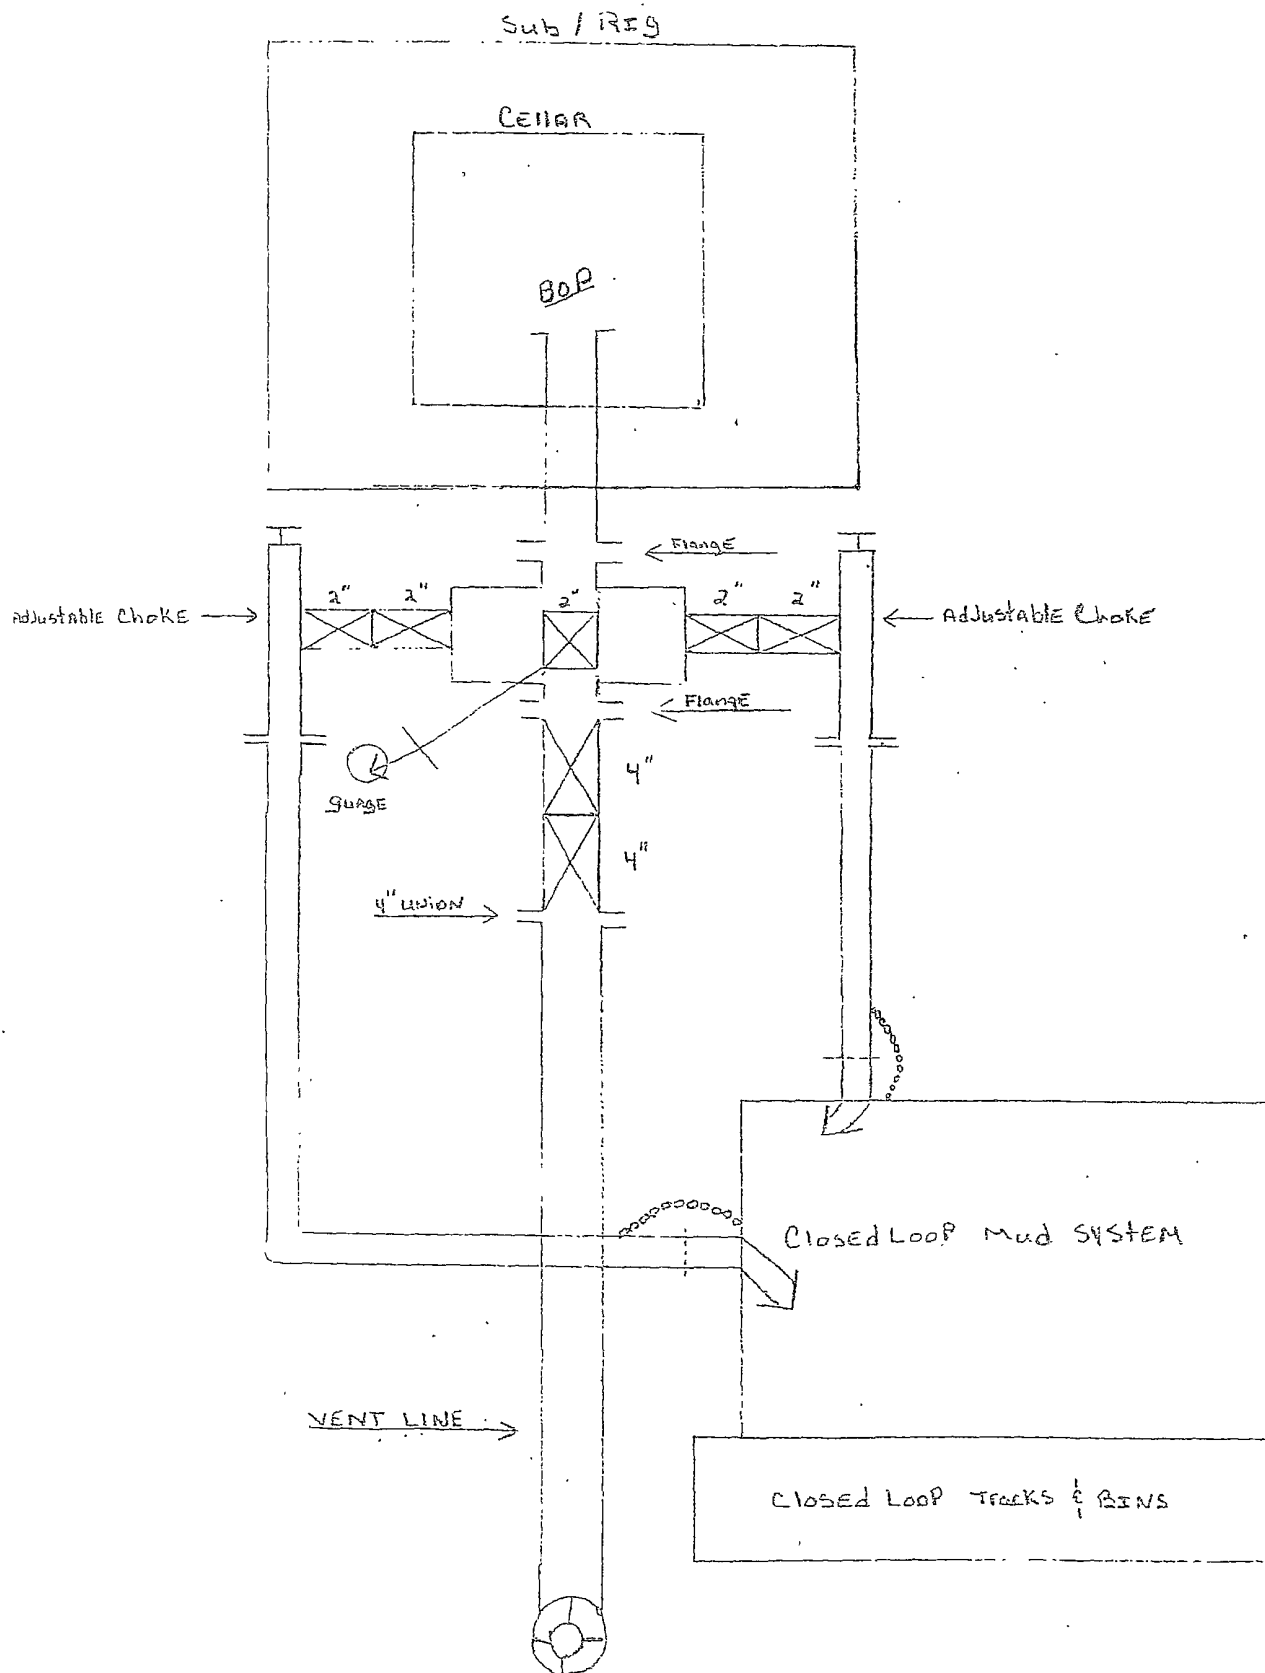 Sub / RIg
CEllAR
BOP
FlangE
2"
2"
2"
2"
2"
AdJustAblE CHoKE
AdJustAblE CHoKE
FlangE
4"
gUAgE
4"
4" UNION
Closed LOOP Mud SYSTEM
VENT LINE
Closed LOOP TracKS & BINS